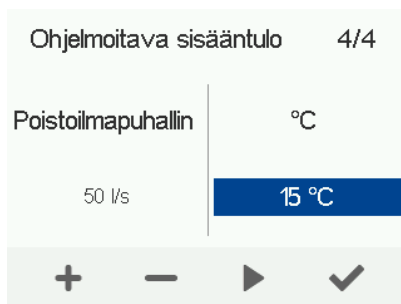 Ohjelmoitava sisääntulo 4/4
Poistoilmapuhallin °C
50 l/s 15 °C